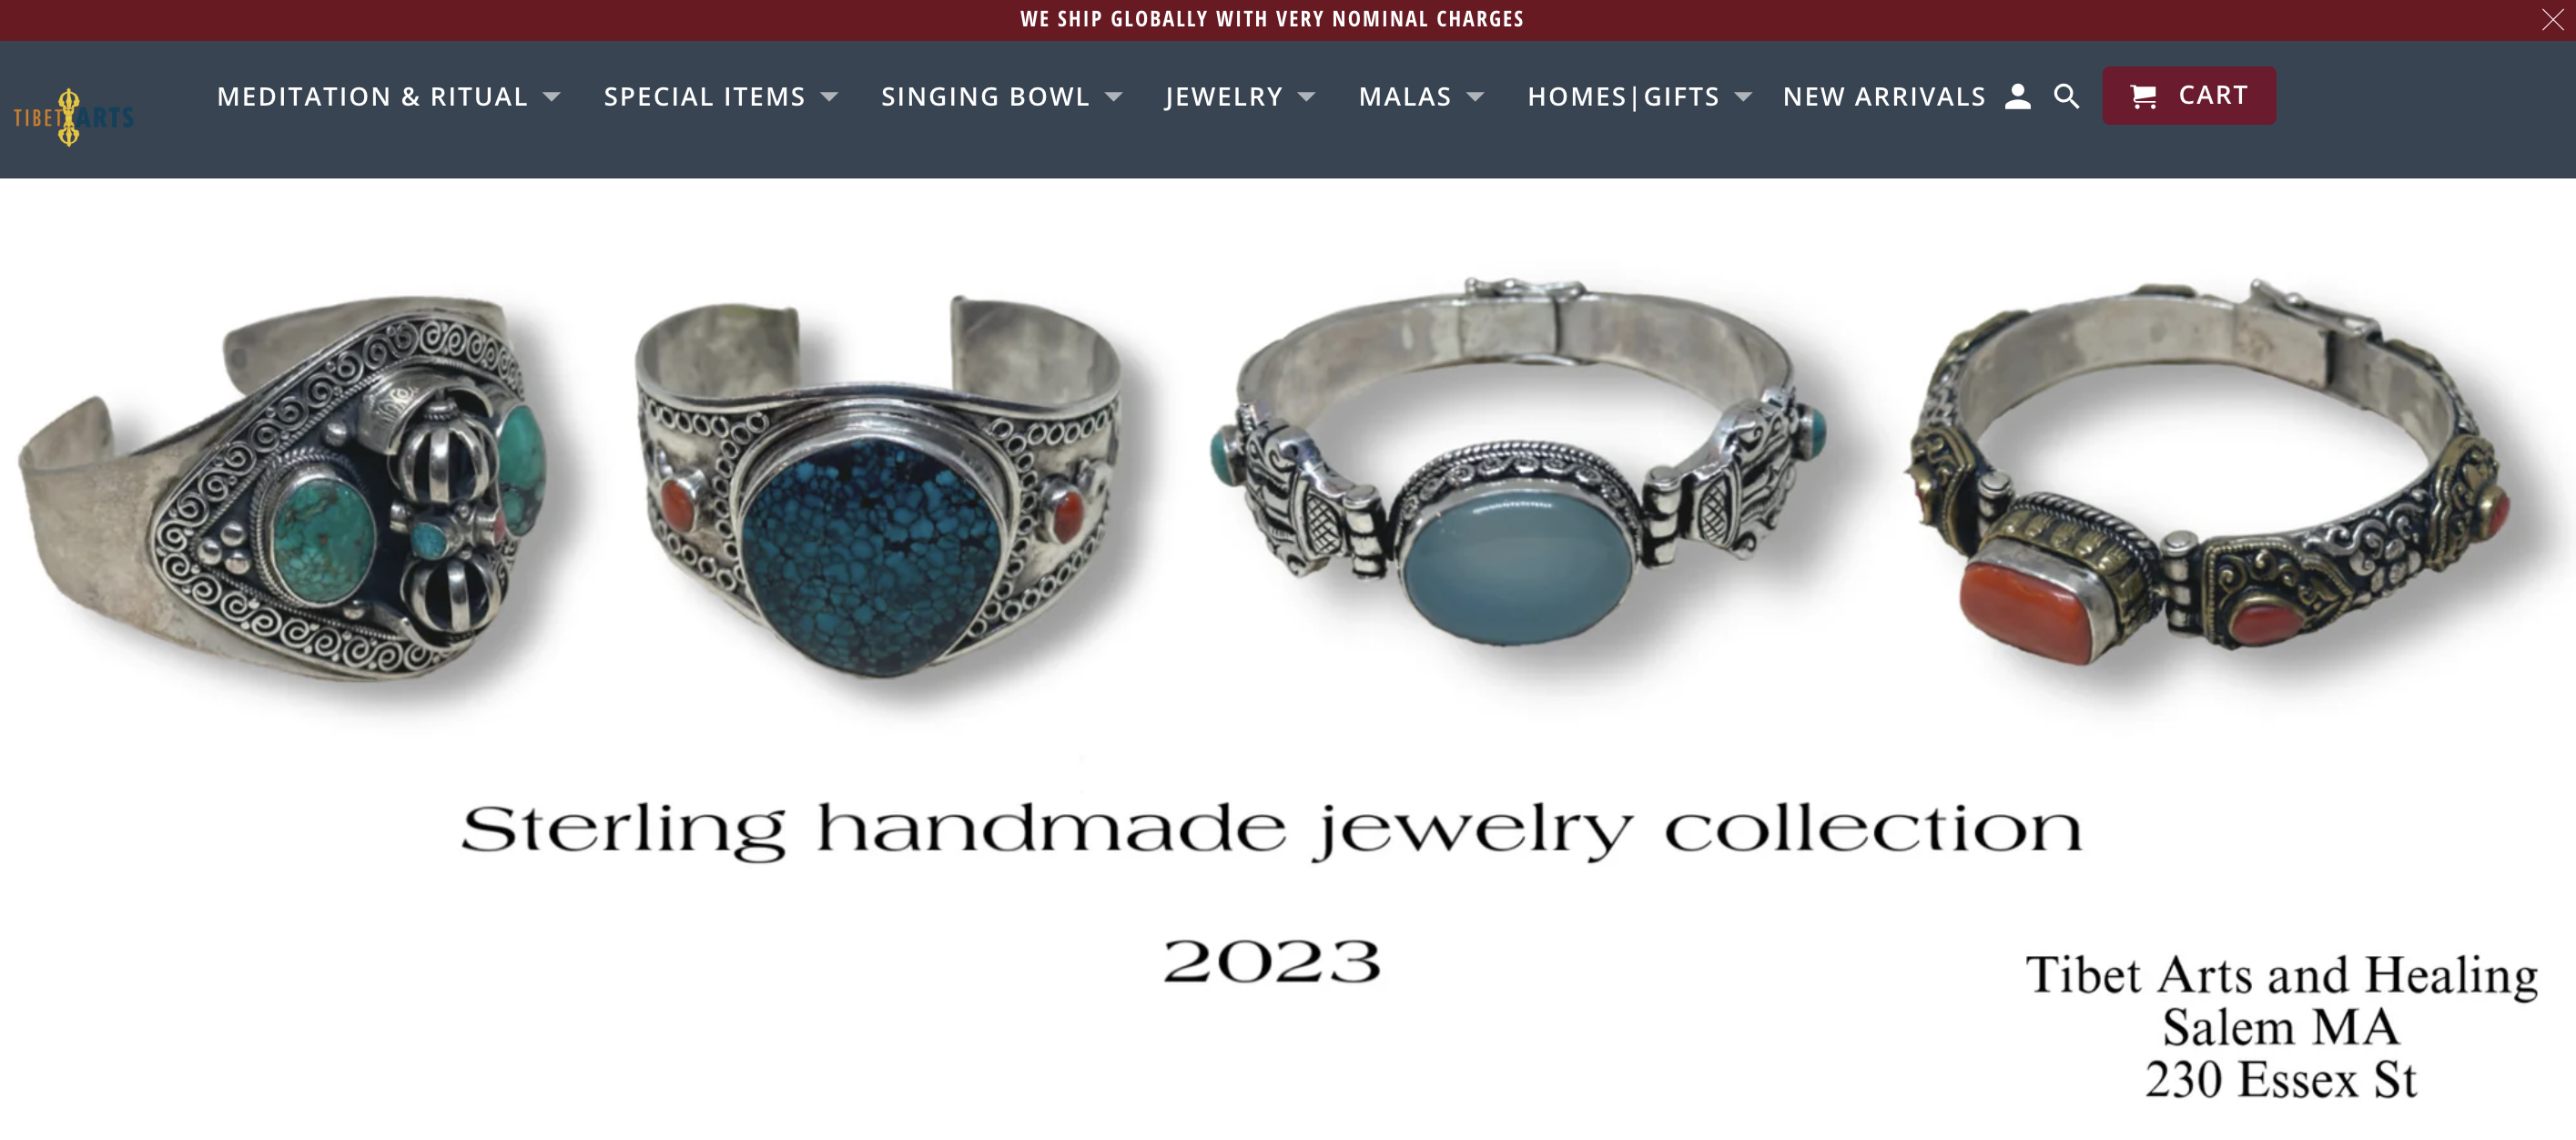 WE SHIP GLOBALLY WITH VERY NOMINAL CHARGES
TIBET ARTS
MEDITATION & RITUAL SPECIAL ITEMS SINGING BOWL JEWELRY MALAS HOMES|GIFTS NEW ARRIVALS CART
Sterling handmade jewelry collection
2023
Tibet Arts and Healing
Salem MA
230 Essex St